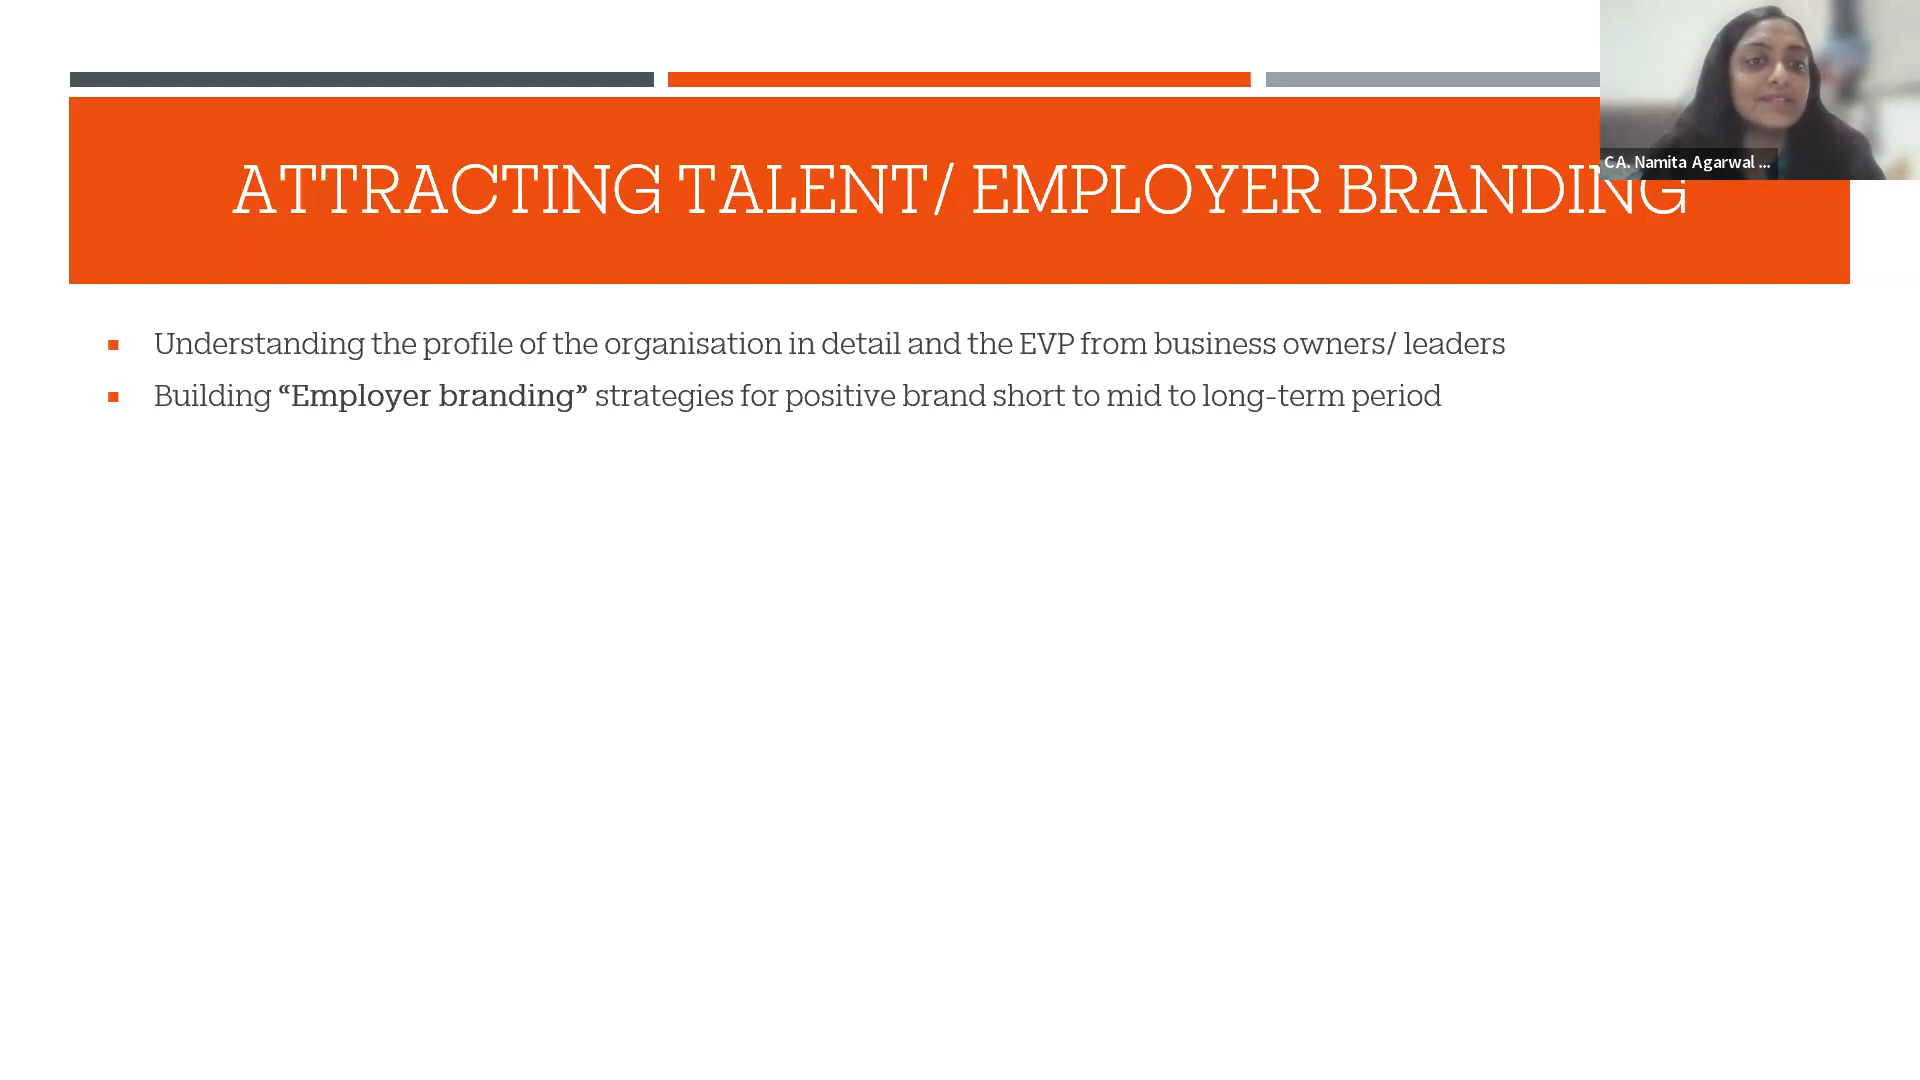 CA. Namita Agarwal ...
ATTRACTING TALENT/ EMPLOYER BRANDING
Understanding the profile of the organisation in detail and the EVP from business owners/ leaders
Building “Employer branding” strategies for positive brand short to mid to long-term period